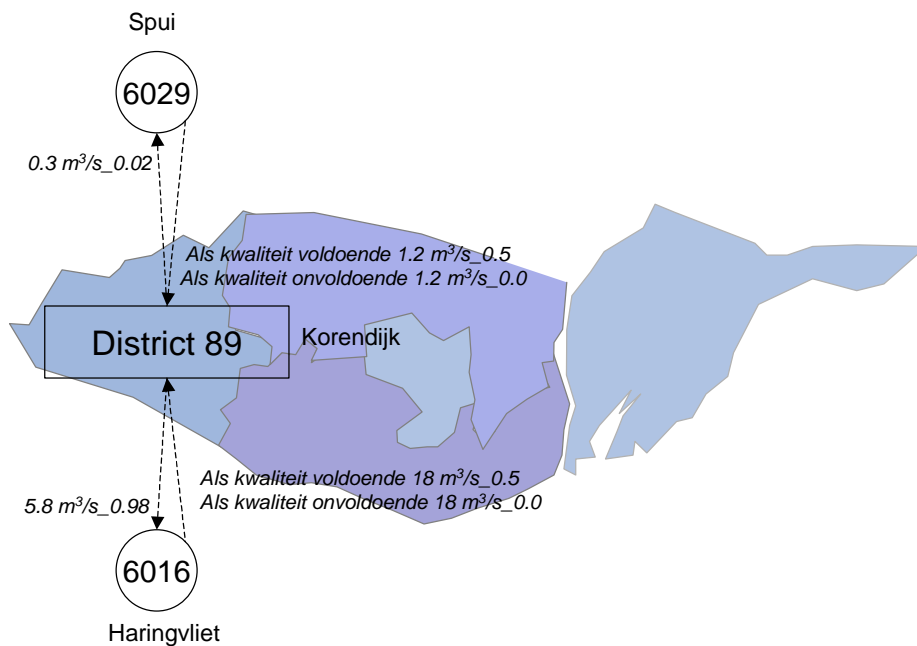 Spui
6029
0.3 m³/s_0.02
Als kwaliteit voldoende 1.2 m³/s_0.5
Als kwaliteit onvoldoende 1.2 m³/s_0.0
District 89
Korendijk
Als kwaliteit voldoende 18 m³/s_0.5
Als kwaliteit onvoldoende 18 m³/s_0.0
5.8 m³/s_0.98
6016
Haringvliet